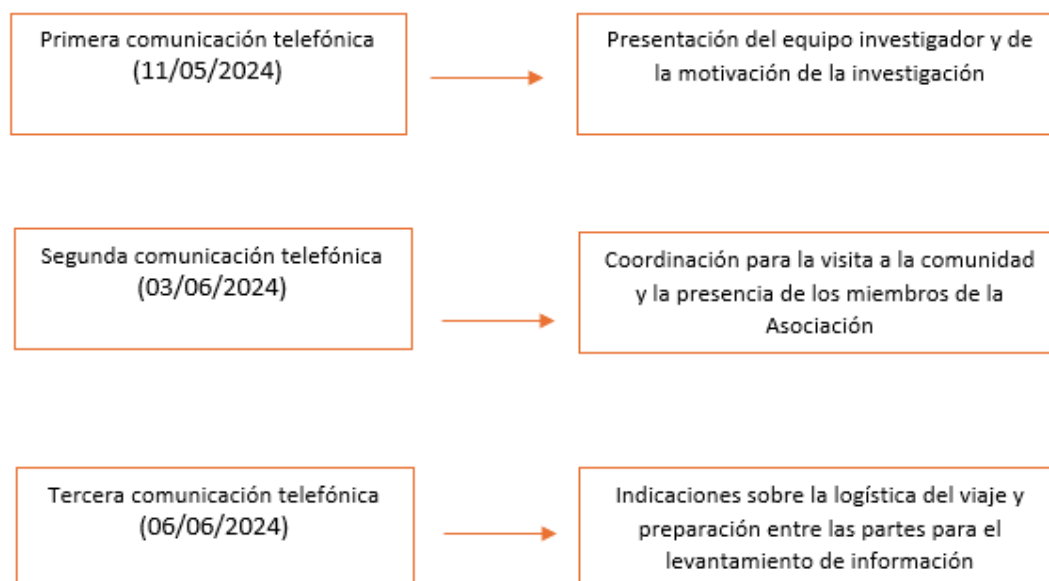 Primera comunicación telefónica
(11/05/2024)
Presentación del equipo investigador y de
la motivación de la investigación
Segunda comunicación telefónica
(03/06/2024)
Coordinación para la visita a la comunidad
y la presencia de los miembros de la
Asociación
Tercera comunicación telefónica
(06/06/2024)
Indicaciones sobre la logística del viaje y
preparación entre las partes para el
levantamiento de información